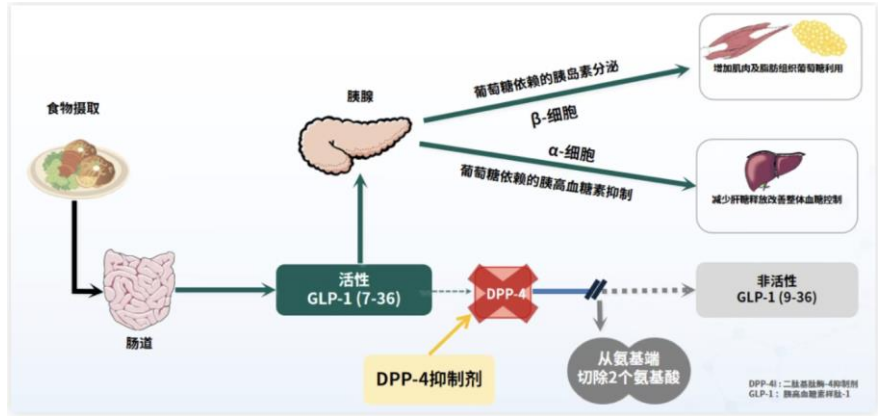 食物摄取
肠道
胰腺
葡萄糖依赖的胰岛素分泌
β-细胞
α-细胞
葡萄糖依赖的胰高血糖素抑制
增加肌肉及脂肪组织葡萄糖利用
减少肝糖释放改善整体血糖控制
活性
GLP-1 (7-36)
DPP-4
非活性
GLP-1 (9-36)
DPP-4抑制剂
从氨基端
切除2个氨基酸
DPP-4I：二肽基肽酶-4抑制剂
GLP-1：胰高血糖素样肽-1